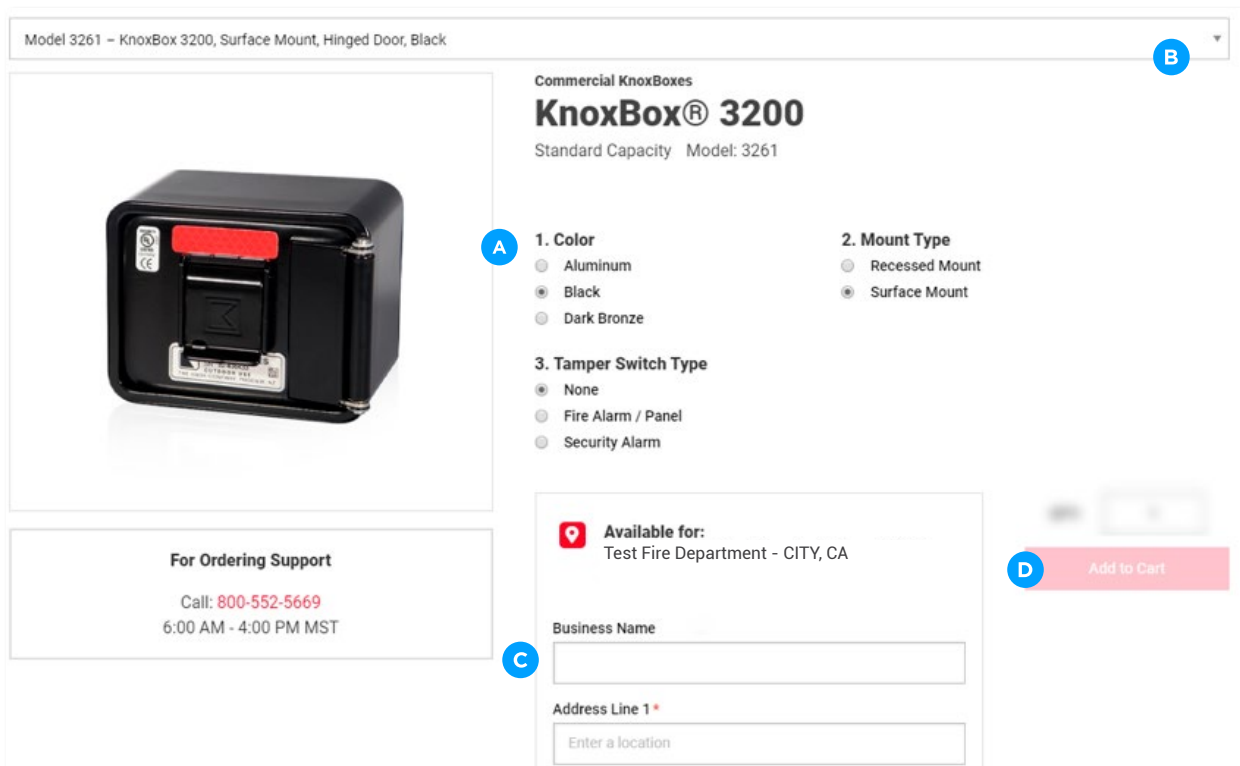 Model 3261 – KnoxBox 3200, Surface Mount, Hinged Door, Black
B
Commercial KnoxBoxes
KnoxBox® 3200
Standard Capacity Model: 3261
A
1. Color
Aluminum
Black
Dark Bronze
2. Mount Type
Recessed Mount
Surface Mount
3. Tamper Switch Type
None
Fire Alarm / Panel
Security Alarm
OUTDOOR USE
For Ordering Support
Call: 800-552-5669
6:00 AM - 4:00 PM MST
Available for:
Test Fire Department - CITY, CA
D
Add to Cart
C
Business Name
Address Line 1*
Enter a location